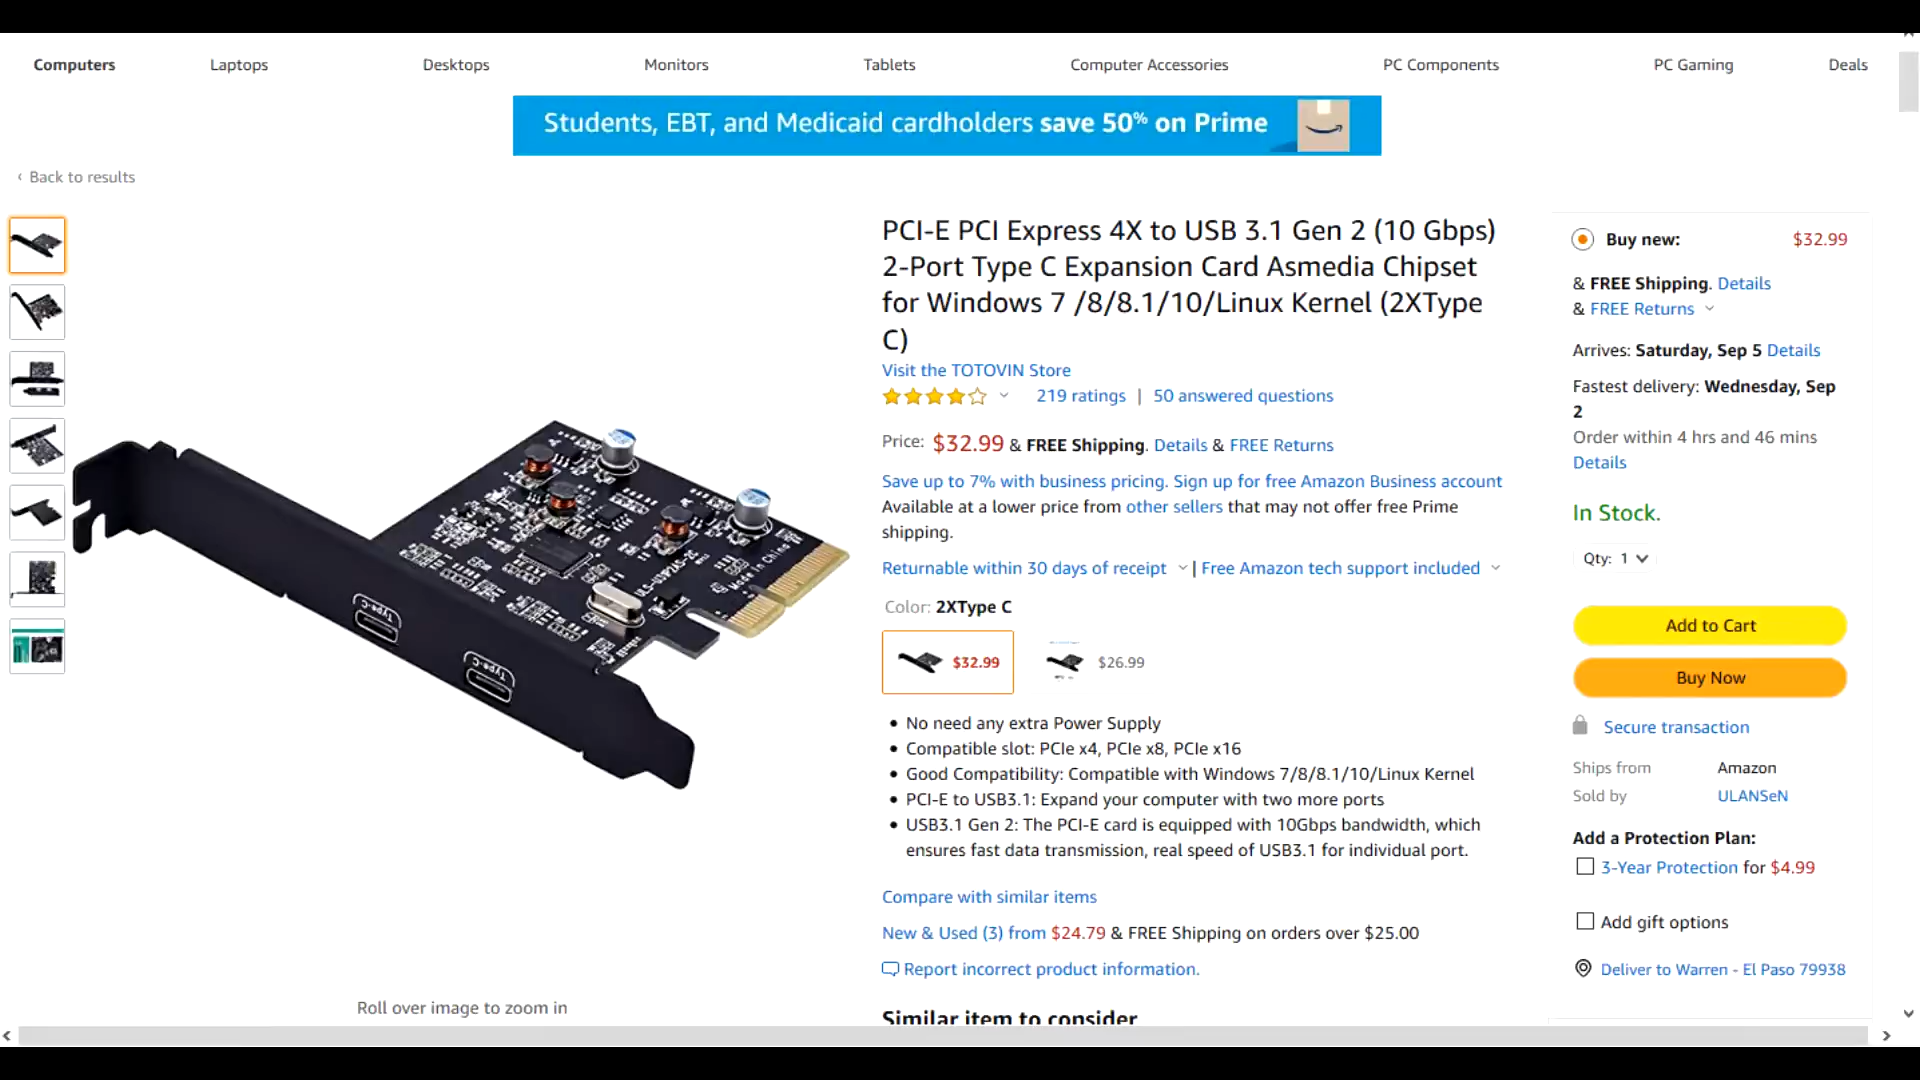 Computers Laptops Desktops Monitors Tablets Computer Accessories PC Components PC Gaming Deals
Students, EBT, and Medicaid cardholders save 50% on Prime
‹ Back to results
PCI-E PCI Express 4X to USB 3.1 Gen 2 (10 Gbps)
2-Port Type C Expansion Card Asmedia Chipset
for Windows 7 /8/8.1/10/Linux Kernel (2XType
C)
Visit the TOTOVIN Store
219 ratings | 50 answered questions
Price: $32.99 & FREE Shipping. Details & FREE Returns
Save up to 7% with business pricing. Sign up for free Amazon Business account
Available at a lower price from other sellers that may not offer free Prime
shipping.
Returnable within 30 days of receipt | Free Amazon tech support included
Color: 2XType C
$32.99 $26.99
• No need any extra Power Supply
• Compatible slot: PCIe x4, PCIe x8, PCIe x16
• Good Compatibility: Compatible with Windows 7/8/8.1/10/Linux Kernel
• PCI-E to USB3.1: Expand your computer with two more ports
• USB3.1 Gen 2: The PCI-E card is equipped with 10Gbps bandwidth, which
ensures fast data transmission, real speed of USB3.1 for individual port.
Compare with similar items
New & Used (3) from $24.79 & FREE Shipping on orders over $25.00
Report incorrect product information.
Similar item to consider
Type-C
Type-C
Made in China
Roll over image to zoom in
Buy new: $32.99
& FREE Shipping. Details
& FREE Returns
Arrives: Saturday, Sep 5 Details
Fastest delivery: Wednesday, Sep
2
Order within 4 hrs and 46 mins
Details
In Stock.
Qty: 1
Add to Cart
Buy Now
Secure transaction
Ships from Amazon
Sold by ULANSeN
Add a Protection Plan:
3-Year Protection for $4.99
Add gift options
Deliver to Warren - El Paso 79938